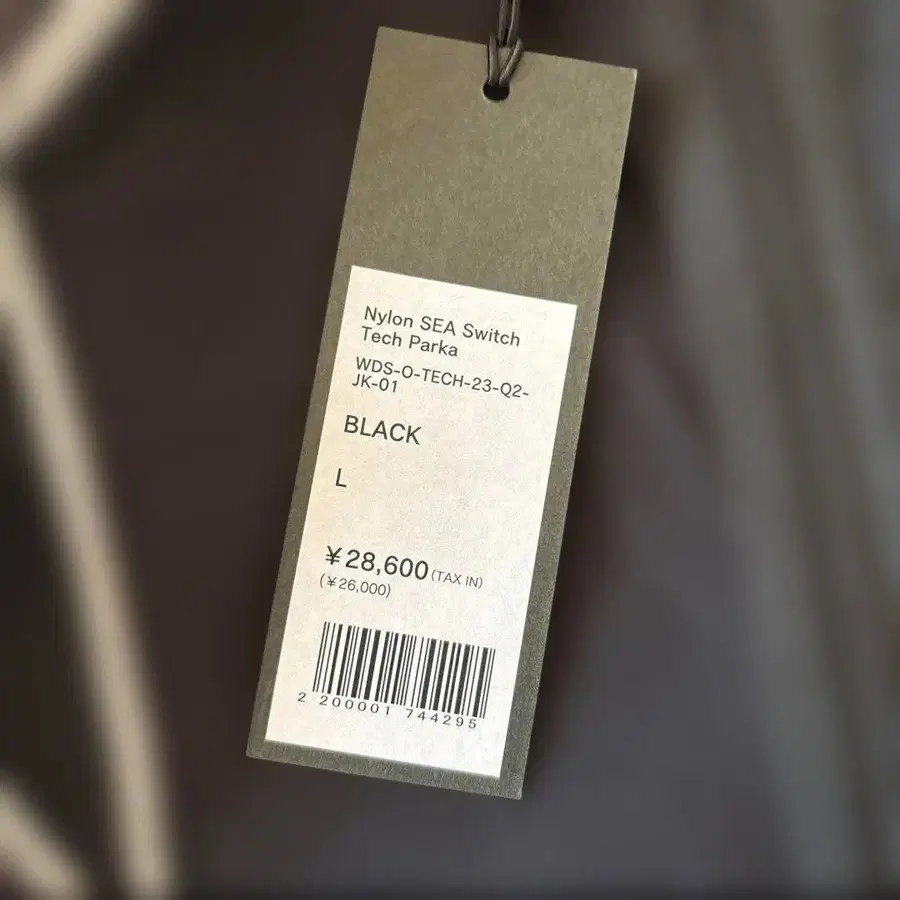 Nylon SEA Switch
Tech Parka
WDS-O-TECH-23-Q2-
JK-01
BLACK
L
¥28,600(TAX IN)
(¥26,000)
2 200001 744295